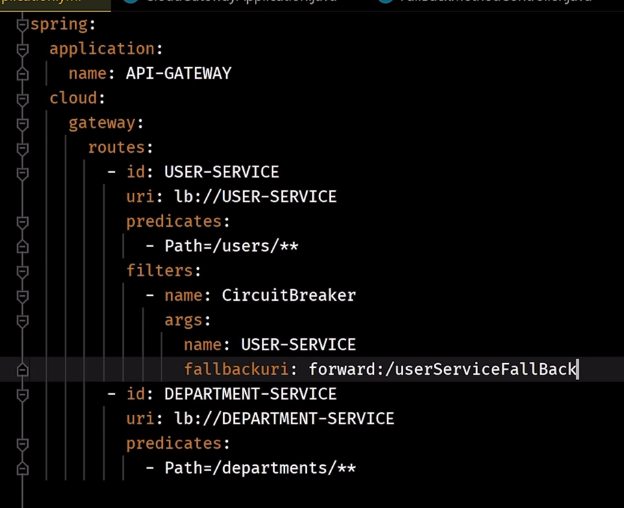 spring:
  application:
    name: API-GATEWAY
  cloud:
    gateway:
      routes:
        - id: USER-SERVICE
          uri: lb://USER-SERVICE
          predicates:
            - Path=/users/**
          filters:
            - name: CircuitBreaker
              args:
                name: USER-SERVICE
                fallbackuri: forward:/userServiceFallBack
        - id: DEPARTMENT-SERVICE
          uri: lb://DEPARTMENT-SERVICE
          predicates:
            - Path=/departments/**